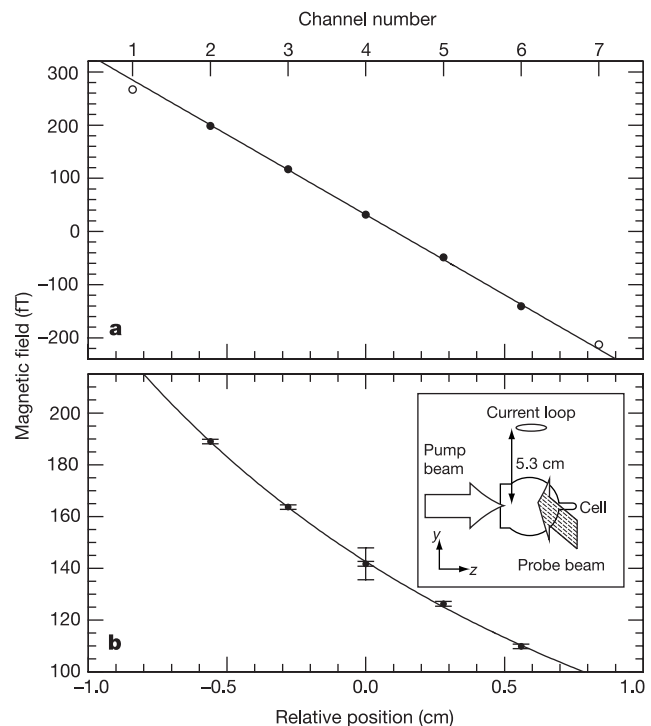 Channel number
1 2 3 4 5 6 7
300
200
100
0
−100
−200
a
Magnetic field (fT)
200
180
160
140
120
100
b
Current loop
Pump
beam
5.3 cm
Cell
y
z
Probe beam
−1.0 −0.5 0.0 0.5 1.0
Relative position (cm)